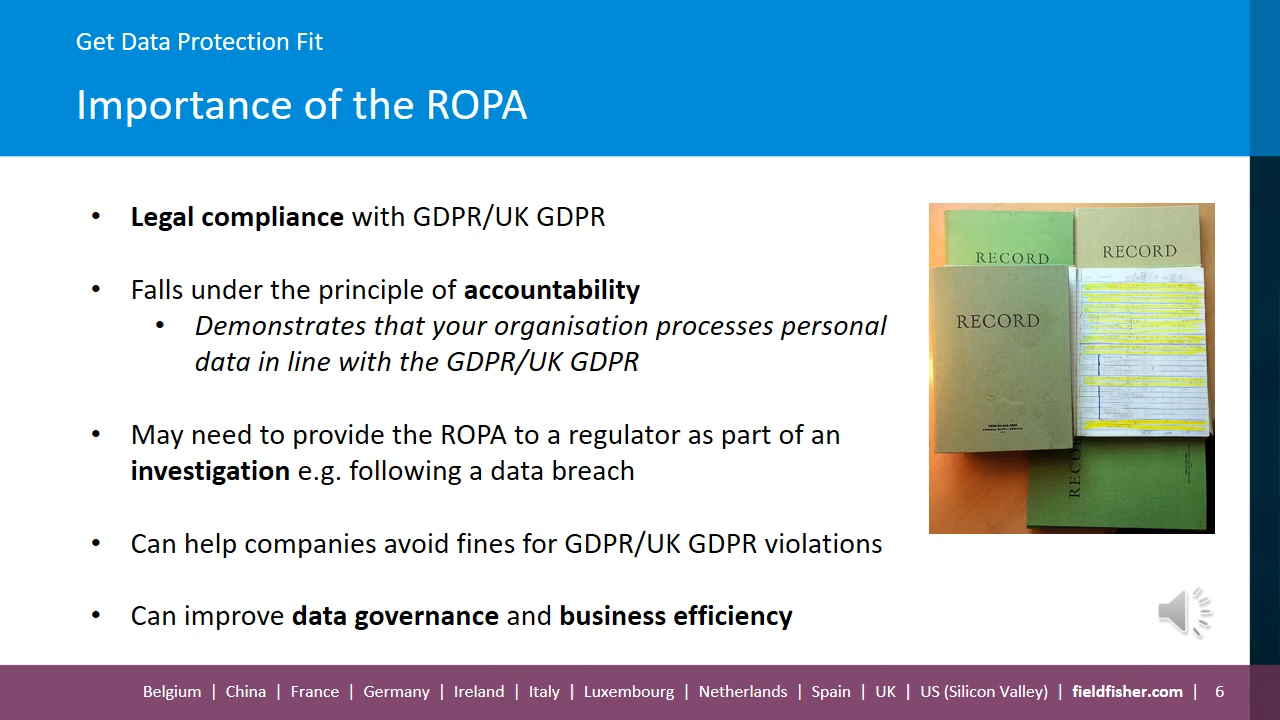 Get Data Protection Fit
Importance of the ROPA
• Legal compliance with GDPR/UK GDPR
• Falls under the principle of accountability
• Demonstrates that your organisation processes personal
data in line with the GDPR/UK GDPR
• May need to provide the ROPA to a regulator as part of an
investigation e.g. following a data breach
• Can help companies avoid fines for GDPR/UK GDPR violations
• Can improve data governance and business efficiency
RECORD
RECORD
RECORD
RECORD
Belgium | China | France | Germany | Ireland | Italy | Luxembourg | Netherlands | Spain | UK | US (Silicon Valley) | fieldfisher.com | 6